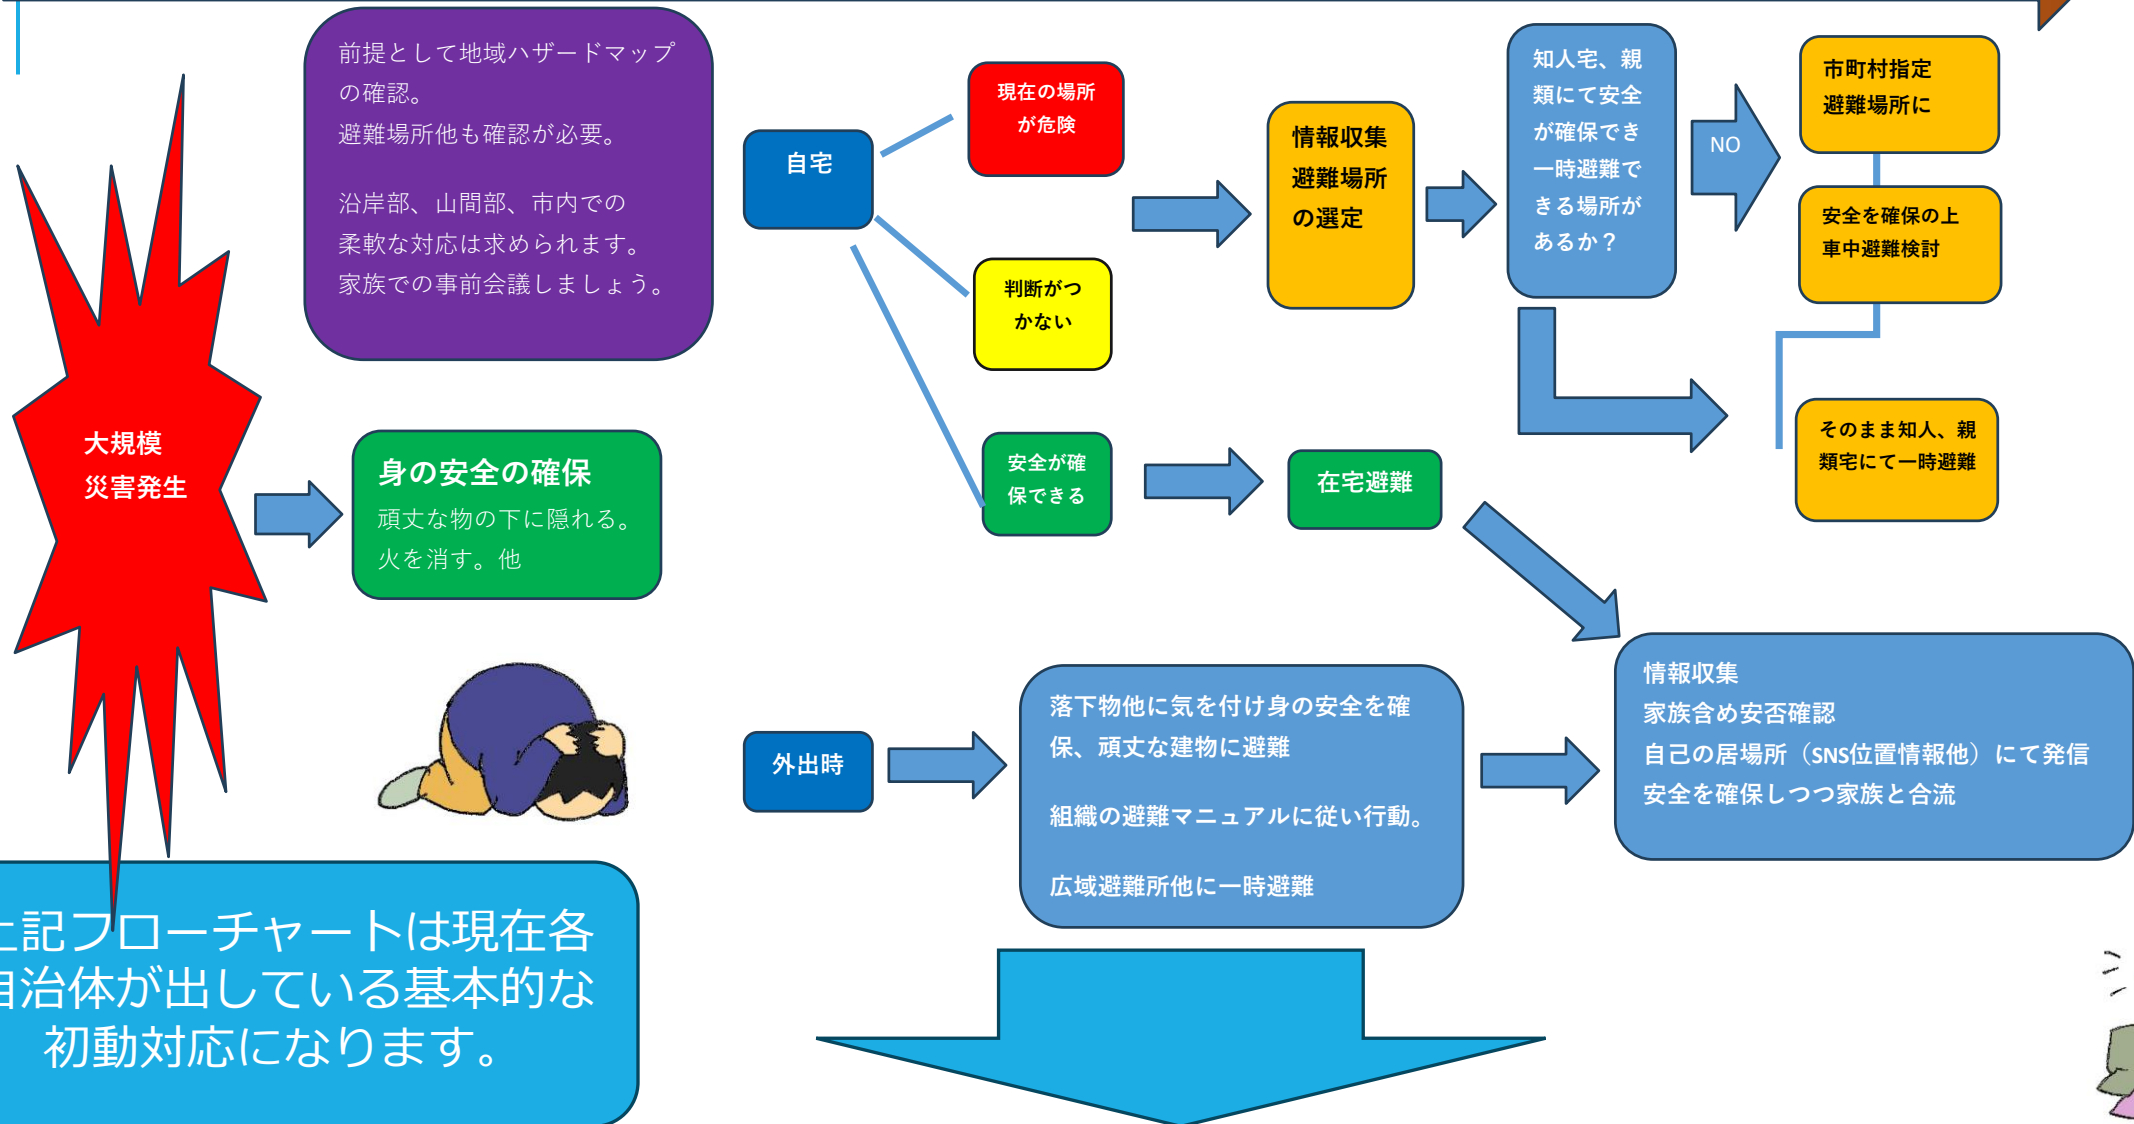 前提として地域ハザードマップ
の確認。
避難場所他も確認が必要。
沿岸部、山間部、市内での
柔軟な対応は求められます。
家族での事前会議しましょう。
大規模
災害発生
身の安全の確保
頑丈な物の下に隠れる。
火を消す。他
自宅
現在の場所
が危険
判断がつ
かない
安全が確
保できる
情報収集
避難場所
の選定
在宅避難
知人宅、親
類にて安全
が確保でき
一時避難で
きる場所が
あるか？
NO
市町村指定
避難場所に
安全を確保の上
車中避難検討
そのまま知人、親
類宅にて一時避難
外出時
落下物他に気を付け身の安全を確
保、頑丈な建物に避難
組織の避難マニュアルに従い行動。
広域避難所他に一時避難
情報収集
家族含め安否確認
自己の居場所（SNS位置情報他）にて発信
安全を確保しつつ家族と合流
上記フローチャートは現在各
自治体が出している基本的な
初動対応になります。